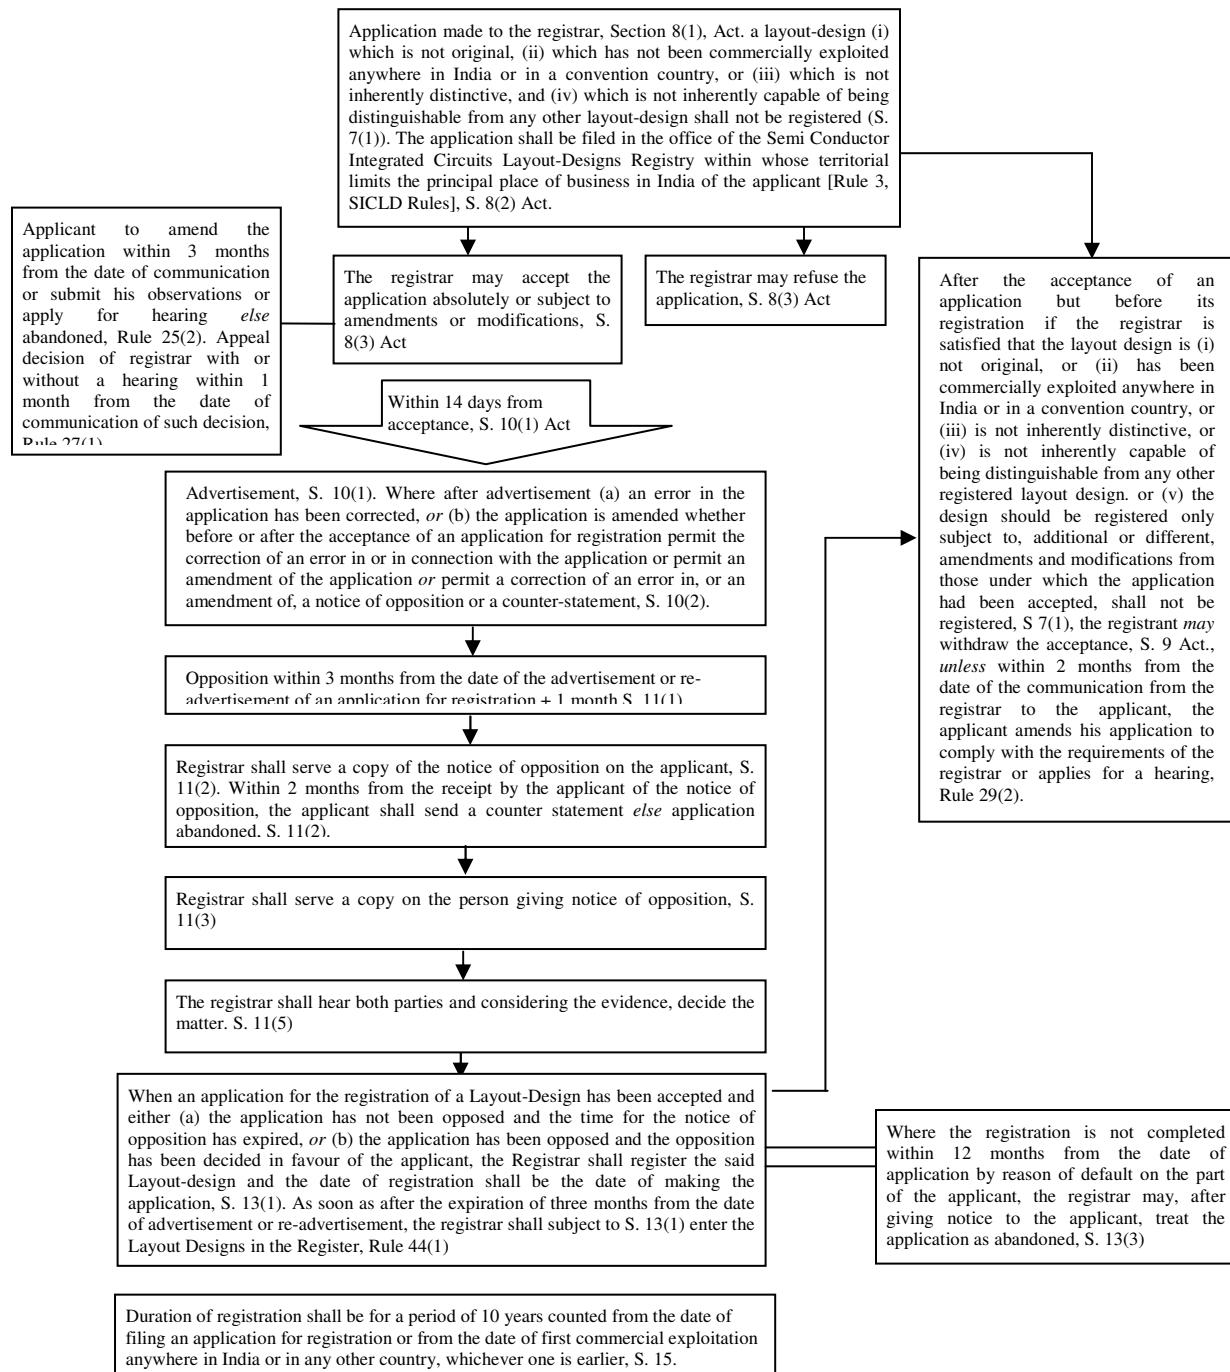 Application made to the registrar, Section 8(1), Act. a layout-design (i)
which is not original, (ii) which has not been commercially exploited
anywhere in India or in a convention country, or (iii) which is not
inherently distinctive, and (iv) which is not inherently capable of being
distinguishable from any other layout-design shall not be registered (S.
7(1)). The application shall be filed in the office of the Semi Conductor
Integrated Circuits Layout-Designs Registry within whose territorial
limits the principal place of business in India of the applicant [Rule 3,
SICLD Rules], S. 8(2) Act.
Applicant to amend the
application within 3 months
from the date of communication
or submit his observations or
apply for hearing else
abandoned, Rule 25(2). Appeal
decision of registrar with or
without a hearing within 1
month from the date of
communication of such decision,
Rule 27(1)
The registrar may accept the
application absolutely or subject to
amendments or modifications, S.
8(3) Act
The registrar may refuse the
application, S. 8(3) Act
After the acceptance of an
application but before its
registration if the registrar is
satisfied that the layout design is (i)
not original, or (ii) has been
commercially exploited anywhere in
India or in a convention country, or
(iii) is not inherently distinctive, or
(iv) is not inherently capable of
being distinguishable from any other
registered layout design. or (v) the
design should be registered only
subject to, additional or different,
amendments and modifications from
those under which the application
had been accepted, shall not be
registered, S 7(1), the registrant may
withdraw the acceptance, S. 9 Act.,
unless within 2 months from the
date of the communication from the
registrar to the applicant, the
applicant amends his application to
comply with the requirements of the
registrar or applies for a hearing,
Rule 29(2).
Within 14 days from
acceptance, S. 10(1) Act
Advertisement, S. 10(1). Where after advertisement (a) an error in the
application has been corrected, or (b) the application is amended whether
before or after the acceptance of an application for registration permit the
correction of an error in or in connection with the application or permit an
amendment of the application or permit a correction of an error in, or an
amendment of, a notice of opposition or a counter-statement, S. 10(2).
Opposition within 3 months from the date of the advertisement or re-
advertisement of an application for registration + 1 month S. 11(1)
Registrar shall serve a copy of the notice of opposition on the applicant, S.
11(2). Within 2 months from the receipt by the applicant of the notice of
opposition, the applicant shall send a counter statement else application
abandoned. S. 11(2).
Registrar shall serve a copy on the person giving notice of opposition, S.
11(3)
The registrar shall hear both parties and considering the evidence, decide the
matter. S. 11(5)
When an application for the registration of a Layout-Design has been accepted and
either (a) the application has not been opposed and the time for the notice of
opposition has expired, or (b) the application has been opposed and the opposition
has been decided in favour of the applicant, the Registrar shall register the said
Layout-design and the date of registration shall be the date of making the
application, S. 13(1). As soon as after the expiration of three months from the date
of advertisement or re-advertisement, the registrar shall subject to S. 13(1) enter the
Layout Designs in the Register, Rule 44(1)
Where the registration is not completed
within 12 months from the date of
application by reason of default on the part
of the applicant, the registrar may, after
giving notice to the applicant, treat the
application as abandoned, S. 13(3)
Duration of registration shall be for a period of 10 years counted from the date of
filing an application for registration or from the date of first commercial exploitation
anywhere in India or in any other country, whichever one is earlier, S. 15.